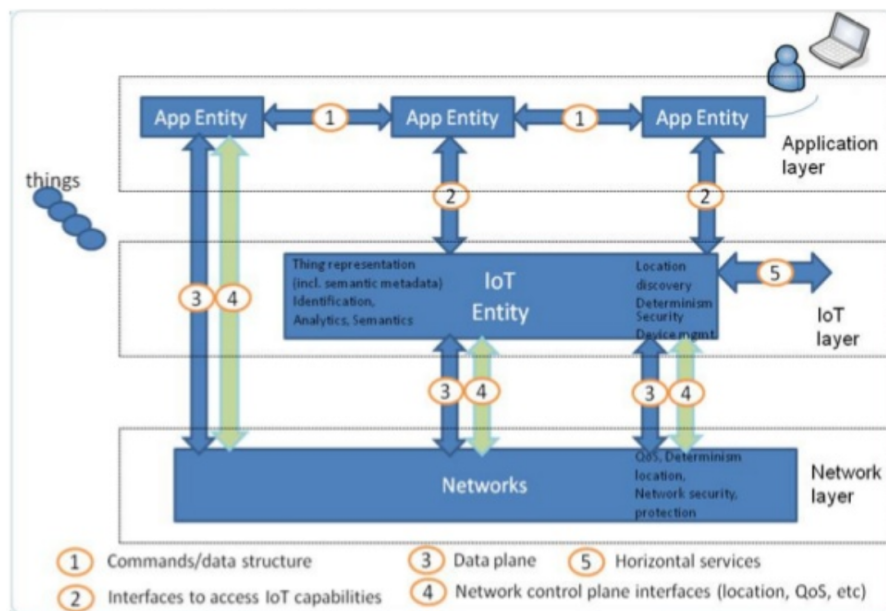 App Entity
1
App Entity
1
App Entity
Application
layer
things
2
2
3
4
Thing representation
(incl. semantic metadata)
Identification,
Analytics, Semantics
IoT
Entity
Location
discovery
Determinism
Security
Device mgmt.
5
IoT
layer
3
4
3
4
Networks
QoS, Determinism
location,
Network security,
protection
Network
layer
1 Commands/data structure
3 Data plane
5 Horizontal services
2 Interfaces to access IoT capabilities
4 Network control plane interfaces (location, QoS, etc)